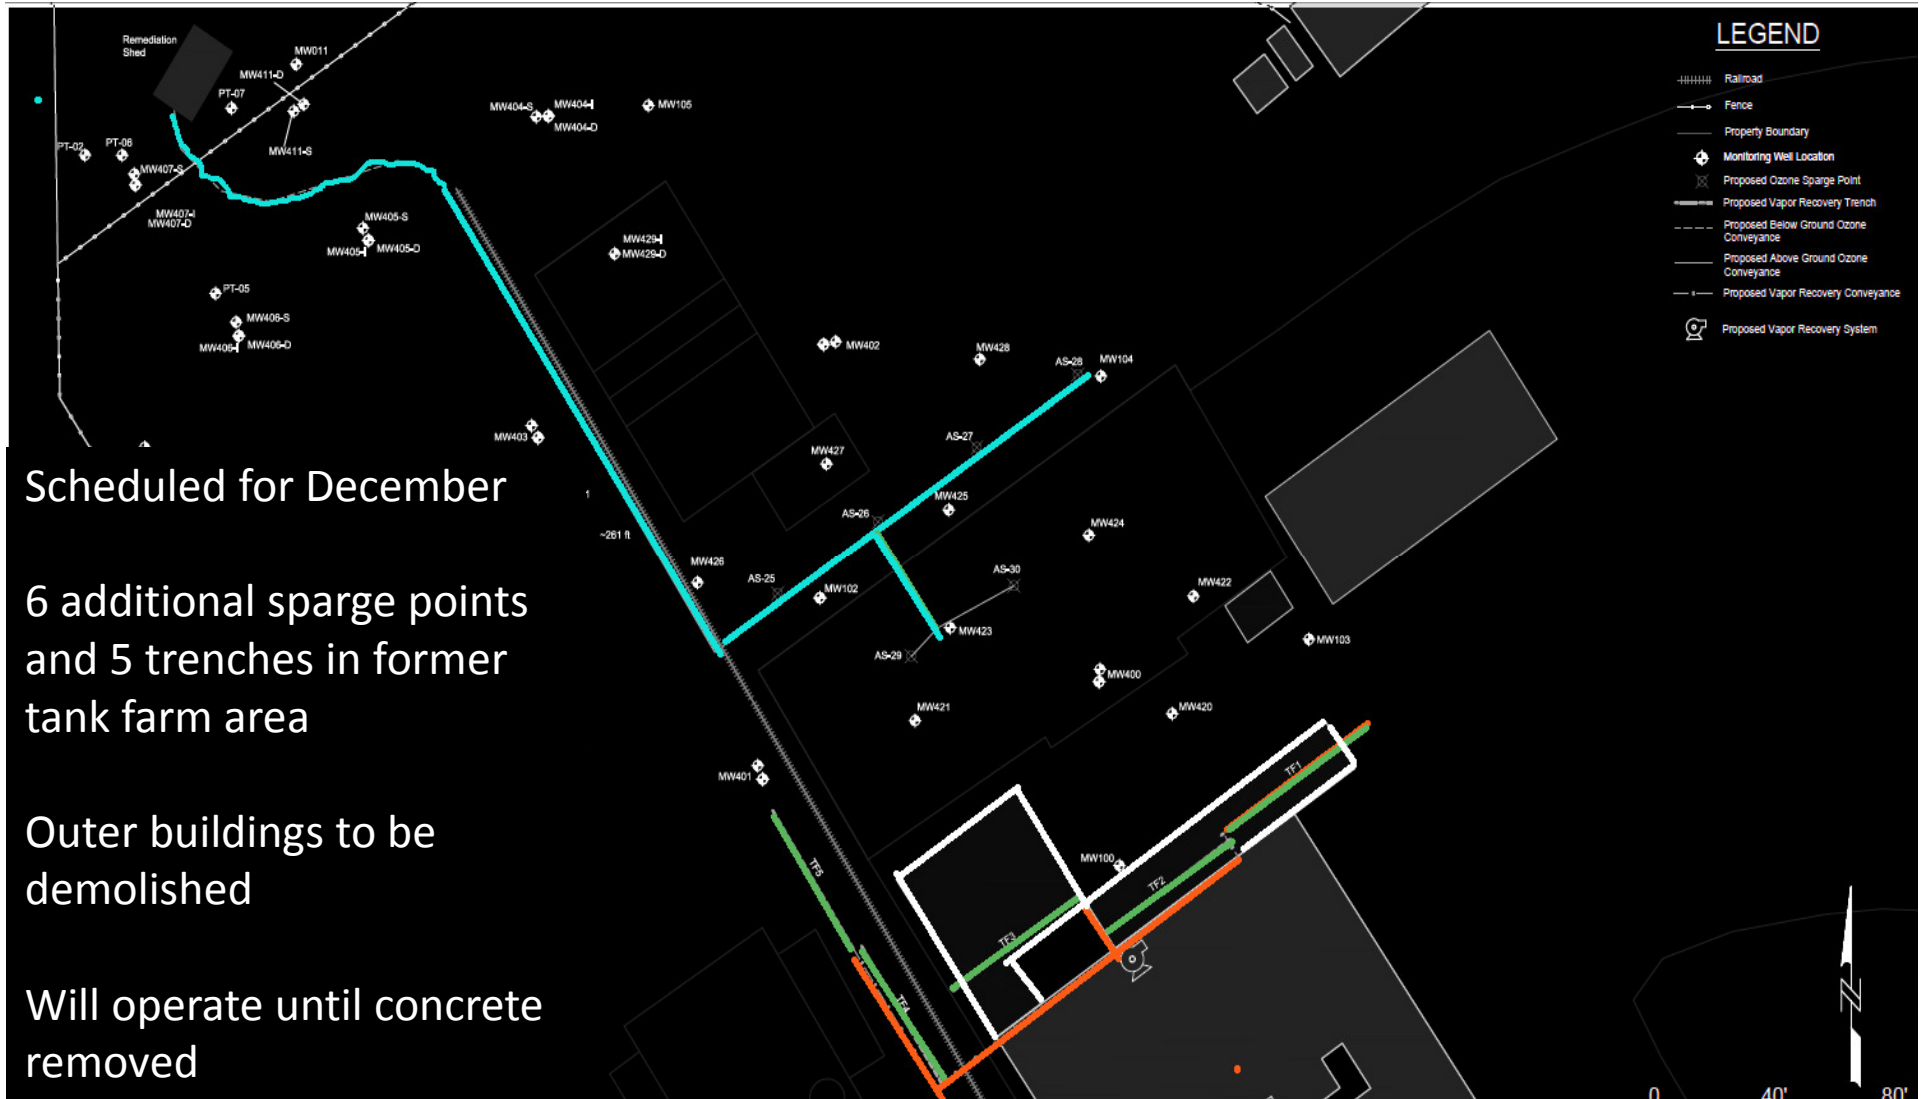 Remediation
Shed
MW011
MW411-D
PT-07
MW411-S
PT-02
PT-06
MW407-S
MW407-I
MW407-D
MW404-S
MW404-I
MW404-D
MW105
MW405-S
MW405-I
MW405-D
MW429-I
MW429-D
PT-05
MW406-S
MW406-I
MW406-D
MW402
MW428
AS-28
MW104
MW403
MW427
AS-27
MW425
AS-26
MW424
1
~261 ft
MW426
AS-25
MW102
AS-30
MW422
MW423
MW103
AS-29
MW400
MW421
MW420
MW401
TF1
TF5
MW100
TF2
TF3
TF4
LEGEND
Railroad
Fence
Property Boundary
Monitoring Well Location
Proposed Ozone Sparge Point
Proposed Vapor Recovery Trench
Proposed Below Ground Ozone
Conveyance
Proposed Above Ground Ozone
Conveyance
Proposed Vapor Recovery Conveyance
Proposed Vapor Recovery System
Scheduled for December
6 additional sparge points
and 5 trenches in former
tank farm area
Outer buildings to be
demolished
Will operate until concrete
removed
N
0 40' 80'